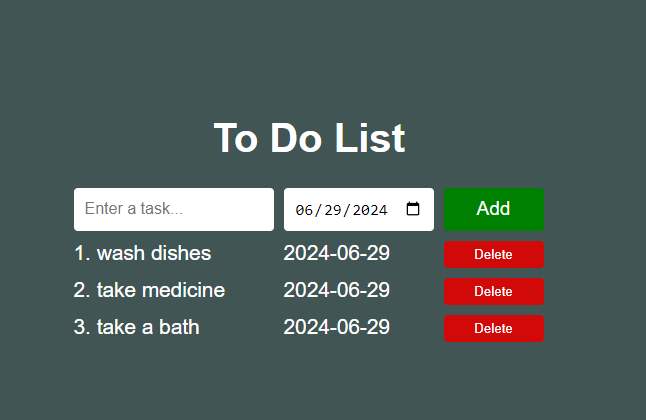 To Do List
Enter a task... 06/29/2024 Add
1. wash dishes 2024-06-29 Delete
2. take medicine 2024-06-29 Delete
3. take a bath 2024-06-29 Delete